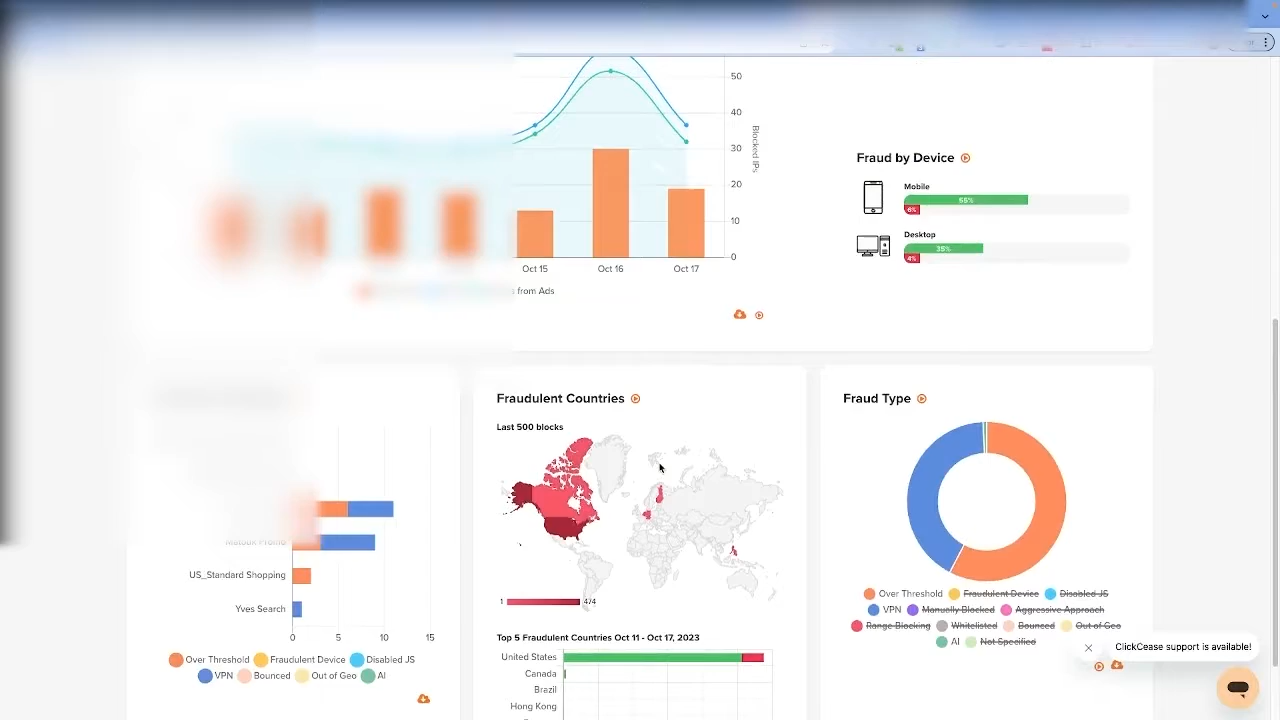 50
40
30
20
10
0
Blocked IPs
Oct 15
Oct 16
Oct 17
s from Ads
Fraud by Device
Mobile
55%
6%
Desktop
35%
4%
US_Standard Shopping
Yves Search
0
5
10
15
Over Threshold
Fraudulent Device
Disabled JS
VPN
Bounced
Out of Geo
AI
Fraudulent Countries
Last 500 blocks
1
474
Top 5 Fraudulent Countries Oct 11 - Oct 17, 2023
United States
Canada
Brazil
Hong Kong
Fraud Type
Over Threshold
Fraudulent Device
Disabled JS
VPN
Manually Blocked
Aggressive Approach
Range Blocking
Whitelisted
Bounced
Out of Geo
AI
Not Specified
ClickCease support is available!